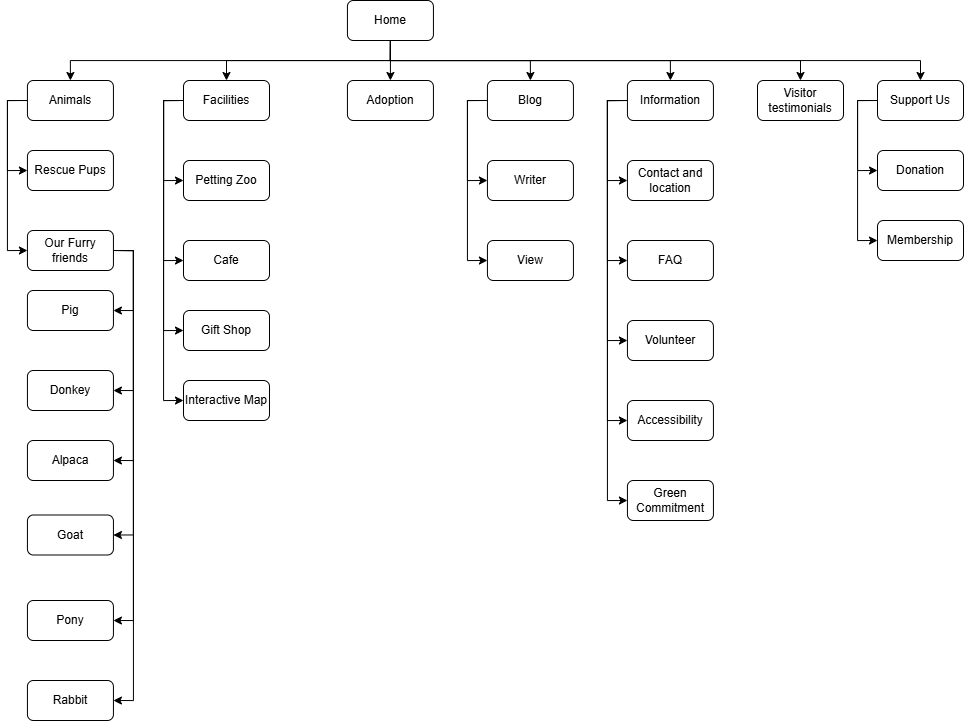 Home
Animals
Facilities
Adoption
Blog
Information
Visitor
testimonials
Support Us
Rescue Pups
Our Furry
friends
Pig
Donkey
Alpaca
Goat
Pony
Rabbit
Petting Zoo
Cafe
Gift Shop
Interactive Map
Writer
View
Contact and
location
FAQ
Volunteer
Accessibility
Green
Commitment
Donation
Membership